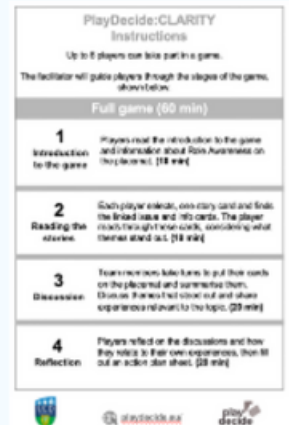 PlayDecide:CLARITY
Instructions
Up to 8 players can take part in a game.
The facilitator will guide players through the stages of the game,
shown below.
Full game (60 min)
1
Introduction
to the game
Players read the introduction to the game
and information about Role Awareness on
the placemat. (10 min)
2
Reading the
stories
Each player selects, one story card and finds
the linked issue and info cards. The player
reads through these cards, considering what
themes stand out. (10 min)
3
Discussion
Team members take turns to put their cards
on the placemat and summarise them.
Discuss themes that stood out and share
experiences relevant to the topic. (20 min)
4
Reflection
Players reflect on the discussions and how
they relate to their own experiences, then fill
out an action plan sheet. (20 min)
UCD
playdecide.eu
play
decide